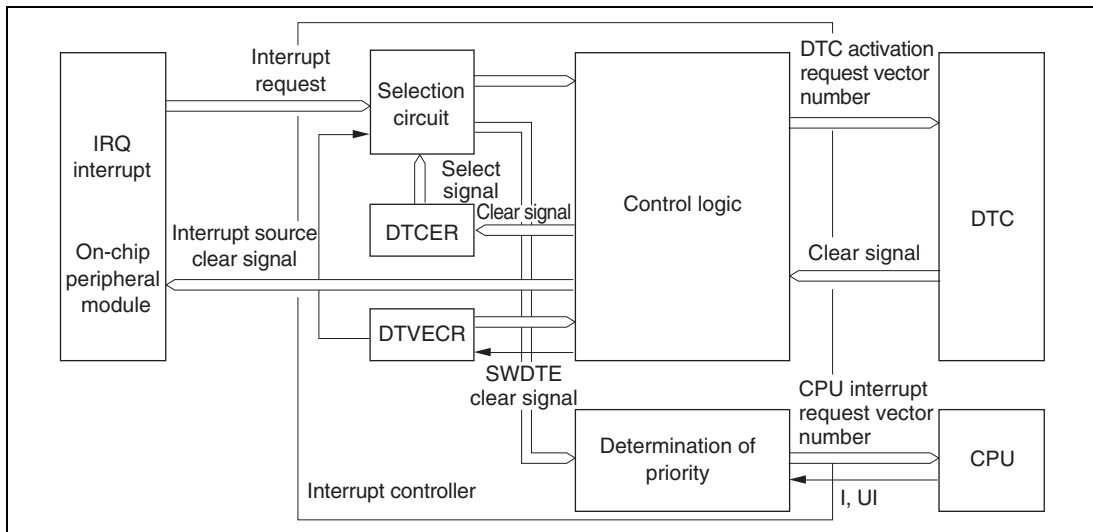 Interrupt
request
Selection
circuit
DTC activation
request vector
number
IRQ
interrupt
Select
signal
Control logic
DTC
Clear signal
DTCER
Interrupt source
clear signal
Clear signal
On-chip
peripheral
module
DTVECR
SWDTE
clear signal
CPU interrupt
request vector
number
Determination of
priority
CPU
Interrupt controller
I, UI